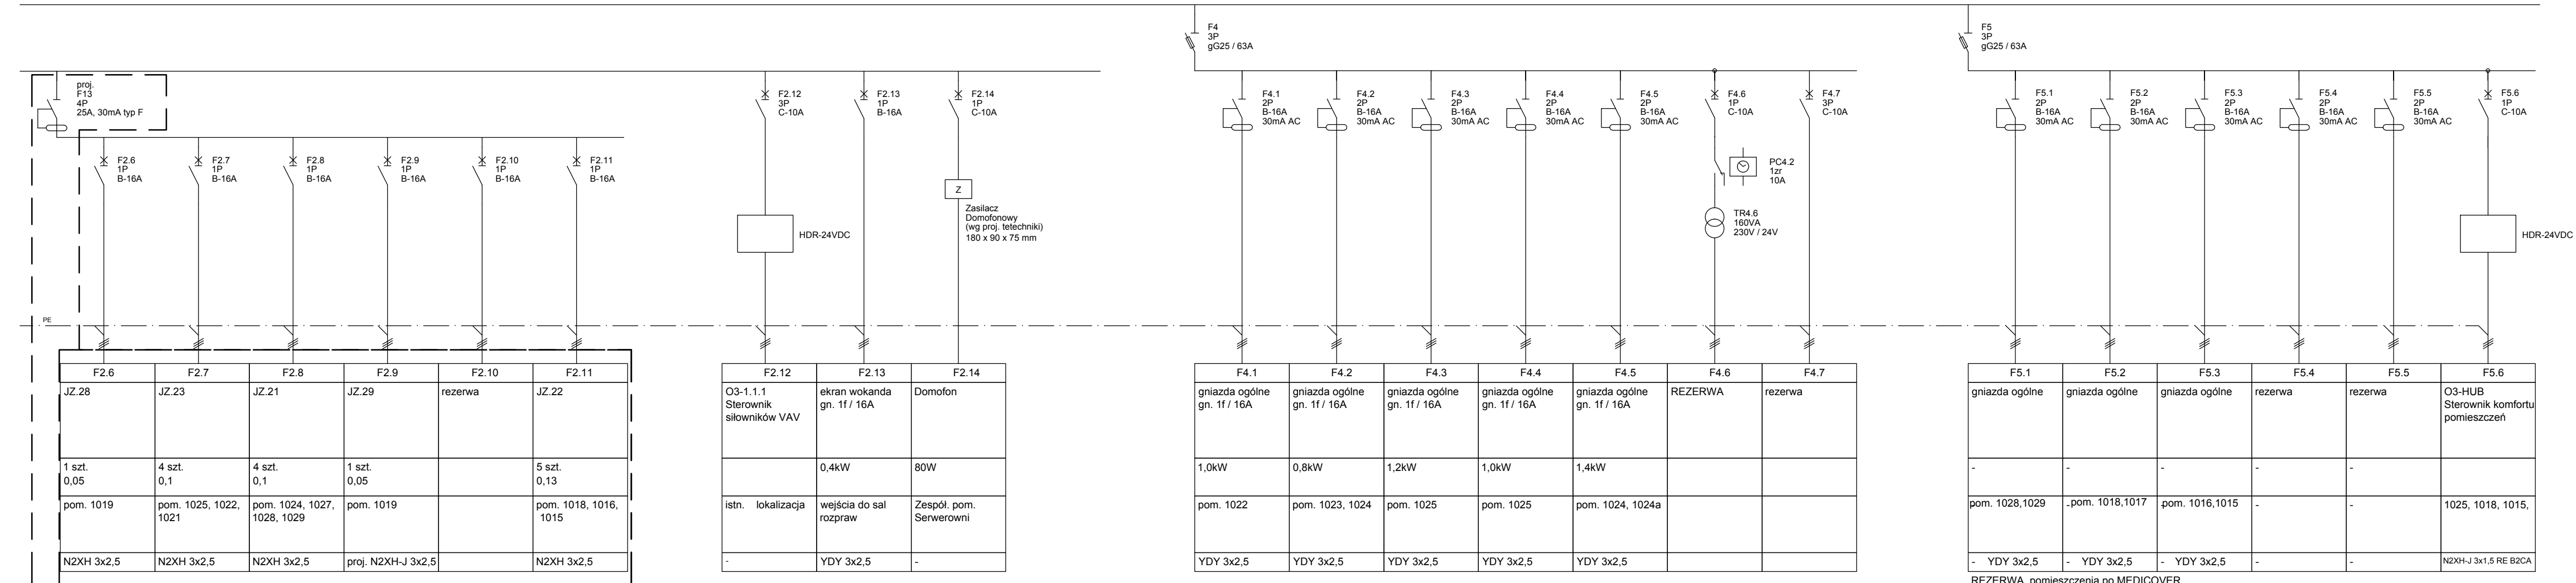 F4
3P
gG25 / 63A
F5
3P
gG25 / 63A
proj.
F13
4P
25A, 30mA typ F
F2.6
1P
B-16A
F2.7
1P
B-16A
F2.8
1P
B-16A
F2.9
1P
B-16A
F2.10
1P
B-16A
F2.11
1P
B-16A
F2.12
3P
C-10A
HDR-24VDC
F2.13
1P
B-16A
F2.14
1P
C-10A
Z
Zasilacz
Domofonowy
(wg proj. tetechniki)
180 x 90 x 75 mm
F4.1
2P
B-16A
30mA AC
F4.2
2P
B-16A
30mA AC
F4.3
2P
B-16A
30mA AC
F4.4
2P
B-16A
30mA AC
F4.5
2P
B-16A
30mA AC
F4.6
1P
C-10A
PC4.2
1zr
10A
TR4.6
160VA
230V / 24V
F4.7
3P
C-10A
F5.1
2P
B-16A
30mA AC
F5.2
2P
B-16A
30mA AC
F5.3
2P
B-16A
30mA AC
F5.4
2P
B-16A
30mA AC
F5.5
2P
B-16A
30mA AC
F5.6
1P
C-10A
HDR-24VDC
PE
F2.6 F2.7 F2.8 F2.9 F2.10 F2.11
JZ.28 JZ.23 JZ.21 JZ.29 rezerwa JZ.22
1 szt. 4 szt. 4 szt. 1 szt. 5 szt.
0,05 0,1 0,1 0,05 0,13
pom. 1019 pom. 1025, 1022, pom. 1024, 1027, pom. 1019 pom. 1018, 1016,
1021 1028, 1029 1015
N2XH 3x2,5 N2XH 3x2,5 N2XH 3x2,5 proj. N2XH-J 3x2,5 N2XH 3x2,5
F2.12 F2.13 F2.14
O3-1.1.1 ekran wokanda Domofon
Sterownik gn. 1f / 16A
siłowników VAV
0,4kW 80W
istn. lokalizacja wejścia do sal Zespół. pom.
rozpraw Serwerowni
- YDY 3x2,5 -
F4.1 F4.2 F4.3 F4.4 F4.5 F4.6 F4.7
gniazda ogólne gniazda ogólne gniazda ogólne gniazda ogólne gniazda ogólne REZERWA rezerwa
gn. 1f / 16A gn. 1f / 16A gn. 1f / 16A gn. 1f / 16A gn. 1f / 16A
1,0kW 0,8kW 1,2kW 1,0kW 1,4kW
pom. 1022 pom. 1023, 1024 pom. 1025 pom. 1025 pom. 1024, 1024a
YDY 3x2,5 YDY 3x2,5 YDY 3x2,5 YDY 3x2,5 YDY 3x2,5
F5.1 F5.2 F5.3 F5.4 F5.5 F5.6
gniazda ogólne gniazda ogólne gniazda ogólne rezerwa rezerwa O3-HUB
Sterownik komfortu
pomieszczeń
- - - - -
pom. 1028,1029 - pom. 1018,1017 - pom. 1016,1015 - - 1025, 1018, 1015,
- YDY 3x2,5 - YDY 3x2,5 - YDY 3x2,5 - - N2XH-J 3x1,5 RE B2CA
REZERWA pomieszczenia po MEDICOVER